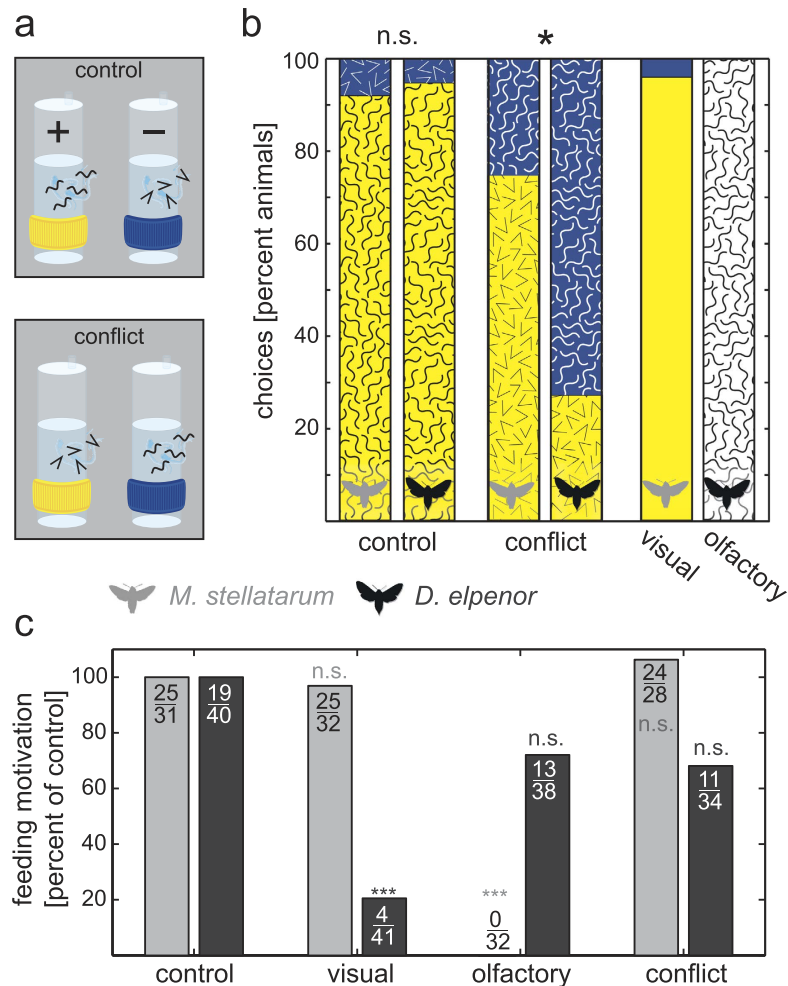 a
control
+
−
conflict
b
n.s.
*
choices [percent animals]
100
80
60
40
20
control
conflict
visual
olfactory
M. stellatarum
D. elpenor
c
feeding motivation
[percent of control]
100
80
60
40
20
25
31
19
40
n.s.
25
32
***
4
41
***
0
32
n.s.
13
38
24
28
n.s.
n.s.
11
34
control
visual
olfactory
conflict